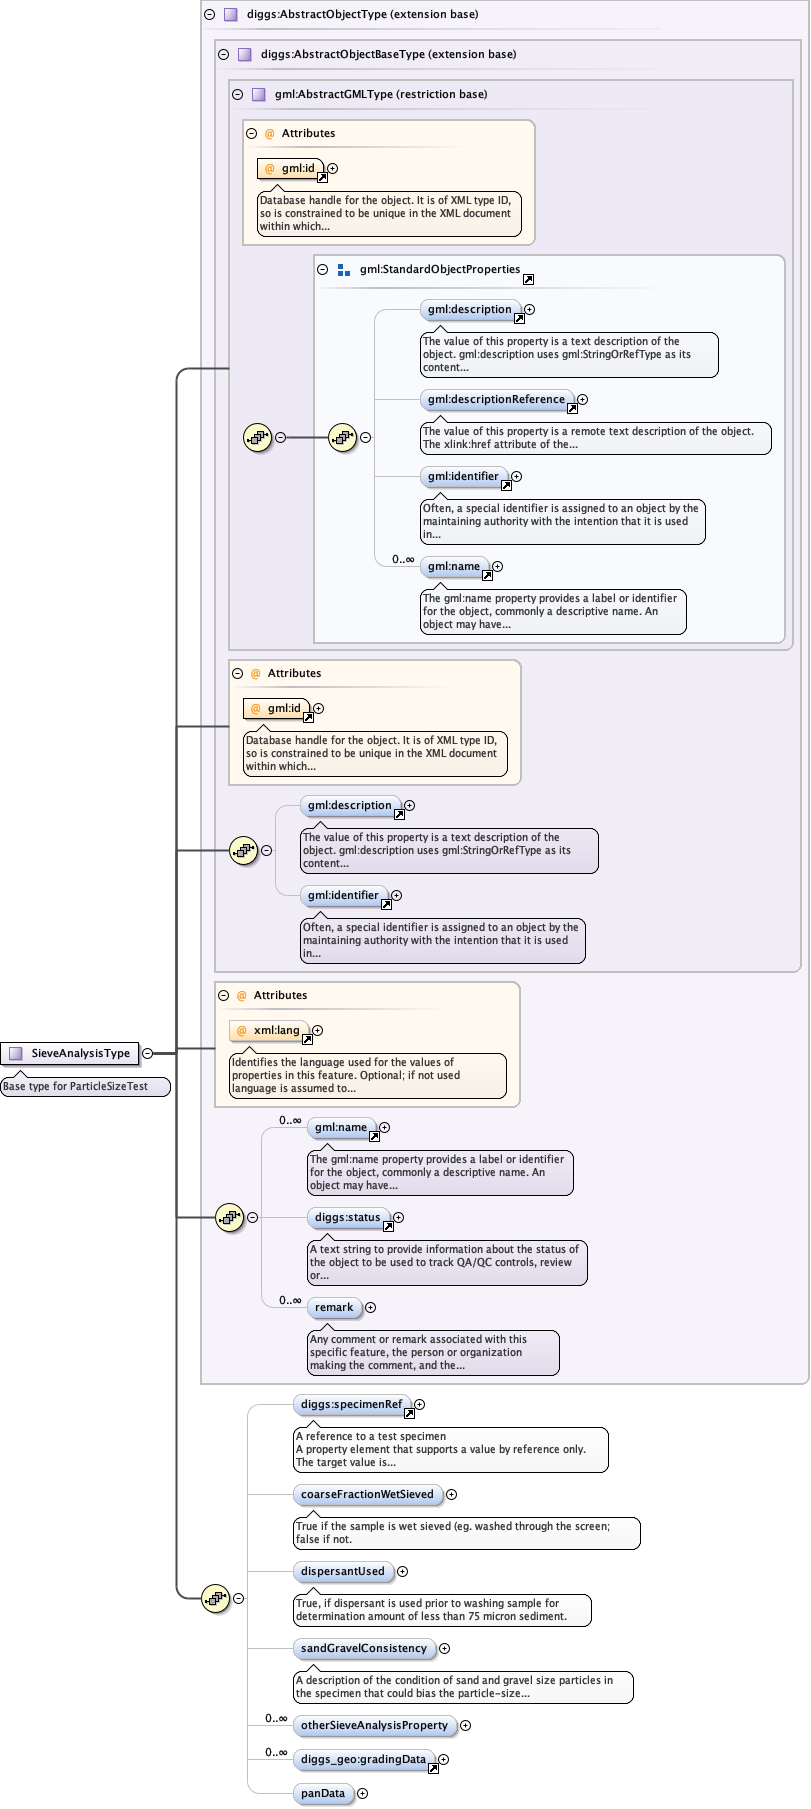 diggs:AbstractObjectType (extension base)
diggs:AbstractObjectBaseType (extension base)
gml:AbstractGMLType (restriction base)
@ Attributes
@ gml:id
Database handle for the object. It is of XML type ID,
so is constrained to be unique in the XML document
within which...
gml:StandardObjectProperties
gml:description
The value of this property is a text description of the
object. gml:description uses gml:StringOrRefType as its
content...
gml:descriptionReference
The value of this property is a remote text description of the object.
The xlink:href attribute of the...
gml:identifier
Often, a special identifier is assigned to an object by the
maintaining authority with the intention that it is used
in...
0..∞
gml:name
The gml:name property provides a label or identifier
for the object, commonly a descriptive name. An
object may have...
@ Attributes
@ gml:id
Database handle for the object. It is of XML type ID,
so is constrained to be unique in the XML document
within which...
gml:description
The value of this property is a text description of the
object. gml:description uses gml:StringOrRefType as its
content...
gml:identifier
Often, a special identifier is assigned to an object by the
maintaining authority with the intention that it is used
in...
@ Attributes
@ xml:lang
Identifies the language used for the values of
properties in this feature. Optional; if not used
language is assumed to...
SieveAnalysisType
Base type for ParticleSizeTest
0..∞
gml:name
The gml:name property provides a label or identifier
for the object, commonly a descriptive name. An
object may have...
diggs:status
A text string to provide information about the status of
the object to be used to track QA/QC controls, review
or...
0..∞
remark
Any comment or remark associated with this
specific feature, the person or organization
making the comment, and the...
diggs:specimenRef
A reference to a test specimen
A property element that supports a value by reference only.
The target value is...
coarseFractionWetSieved
True if the sample is wet sieved (eg. washed through the screen;
false if not.
dispersantUsed
True, if dispersant is used prior to washing sample for
determination amount of less than 75 micron sediment.
sandGravelConsistency
A description of the condition of sand and gravel size particles in
the specimen that could bias the particle-size...
0..∞
otherSieveAnalysisProperty
0..∞
diggs_geo:gradingData
panData